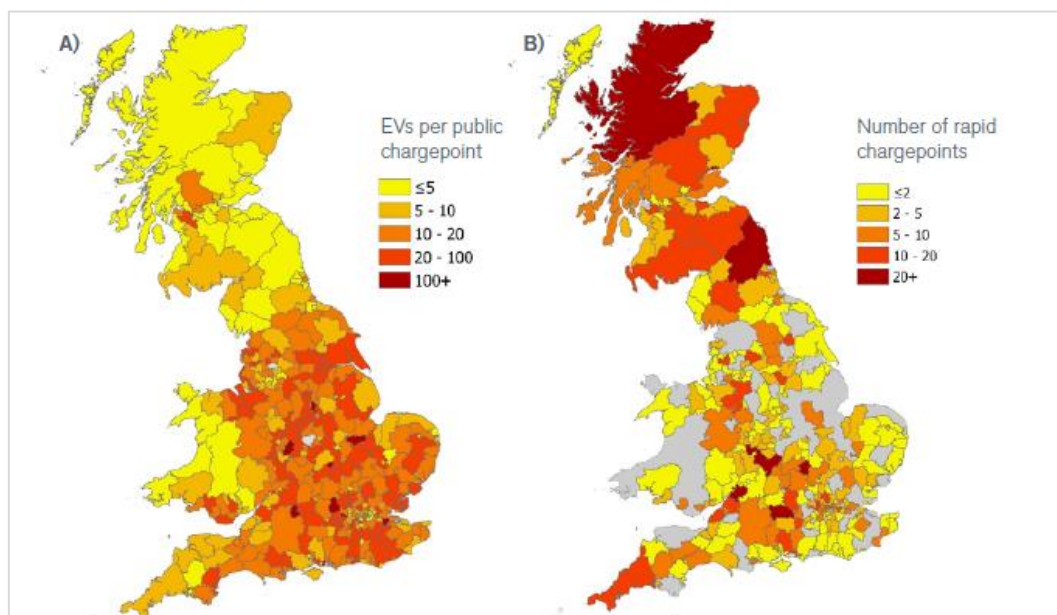 A)
EVs per public
chargepoint
≤5
5 - 10
10 - 20
20 - 100
100+
B)
Number of rapid
chargepoints
≤2
2 - 5
5 - 10
10 - 20
20+